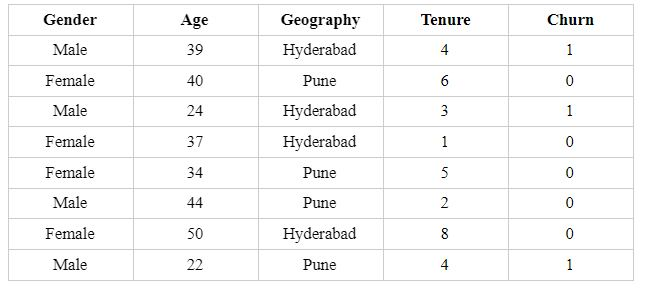 Gender Age Geography Tenure Churn
Male 39 Hyderabad 4 1
Female 40 Pune 6 0
Male 24 Hyderabad 3 1
Female 37 Hyderabad 1 0
Female 34 Pune 5 0
Male 44 Pune 2 0
Female 50 Hyderabad 8 0
Male 22 Pune 4 1